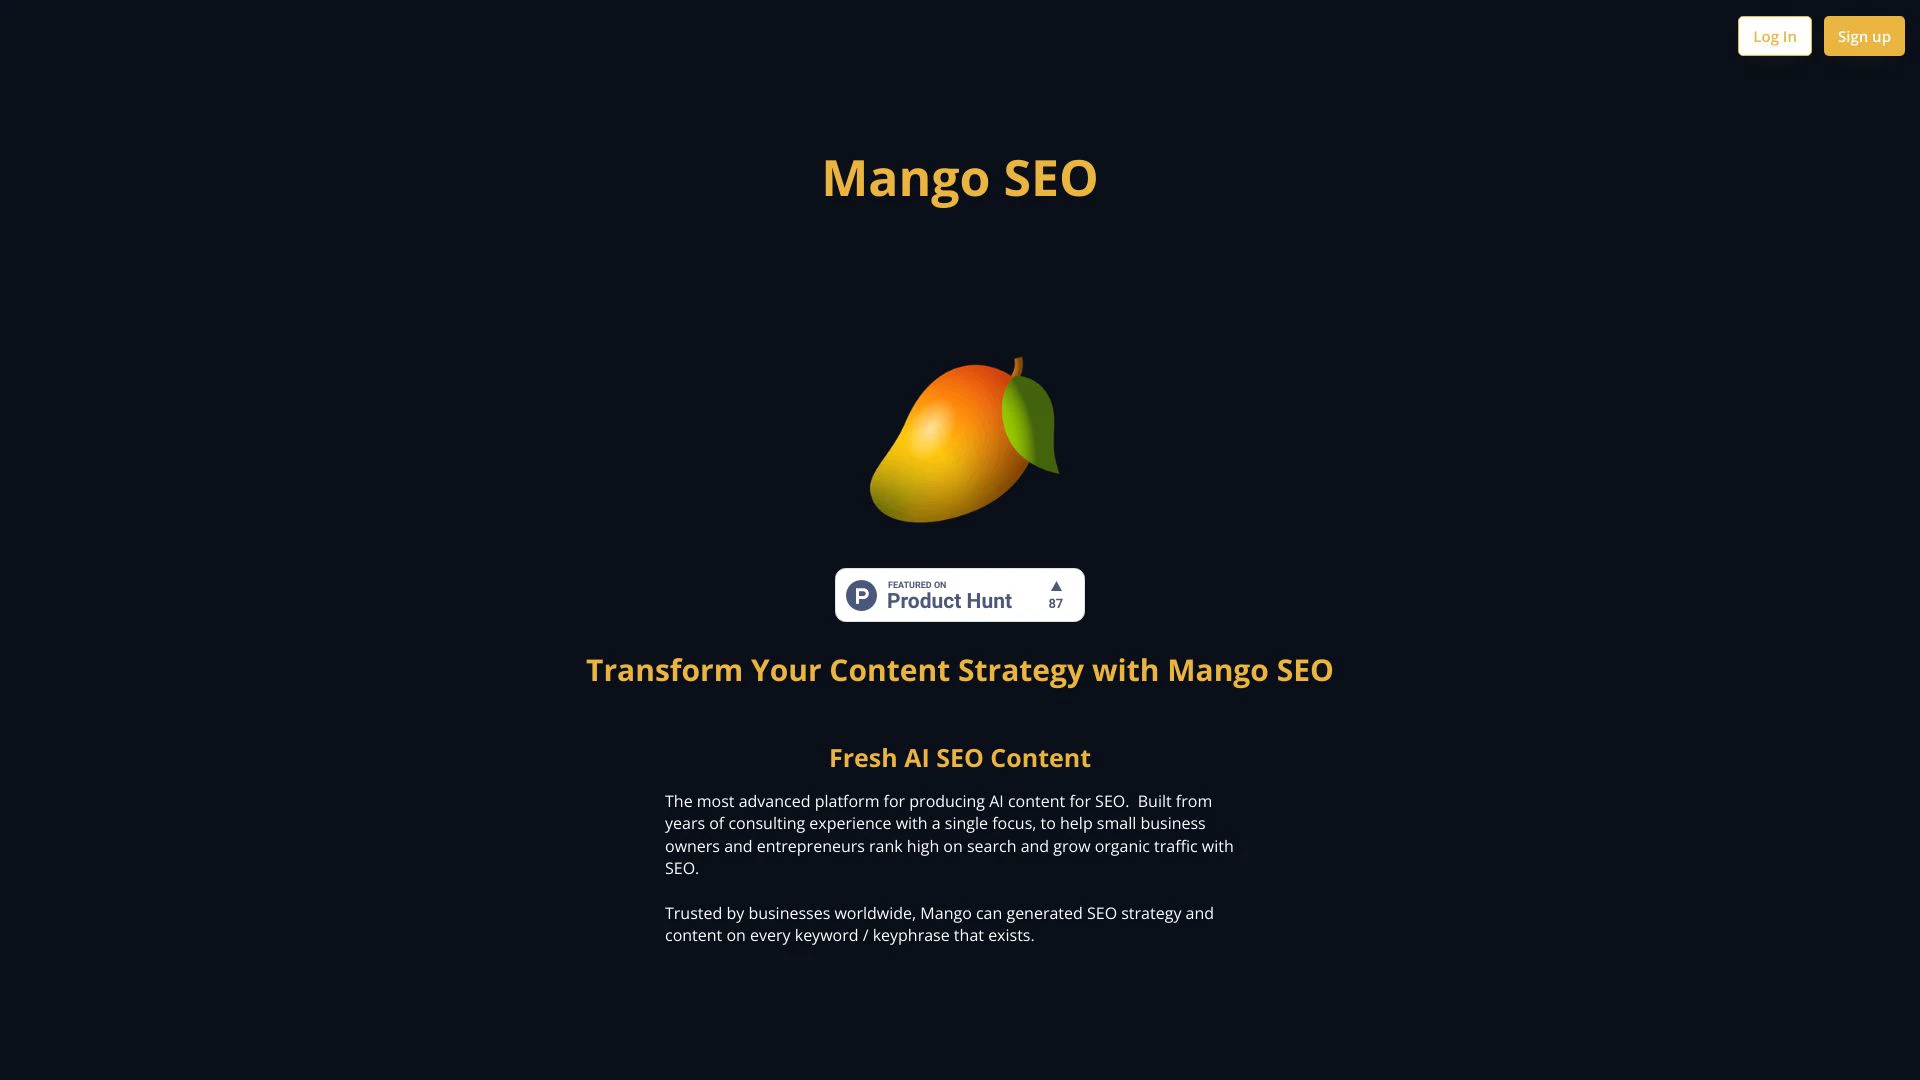 Log In
Sign up
Mango SEO
FEATURED ON
Product Hunt
87
Transform Your Content Strategy with Mango SEO
Fresh AI SEO Content
The most advanced platform for producing AI content for SEO.  Built from
years of consulting experience with a single focus, to help small business
owners and entrepreneurs rank high on search and grow organic traffic with
SEO.
Trusted by businesses worldwide, Mango can generated SEO strategy and
content on every keyword / keyphrase that exists.